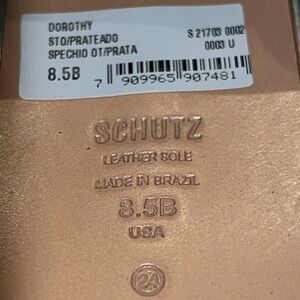 DOROTHY
STO/PRATEADO
SPECHIO OT/PRATA
8.5B
S 21703 0002
0003 U
7 909965 907481
SCHUTZ
LEATHER SOLE
MADE IN BRAZIL
8.5B
USA
24